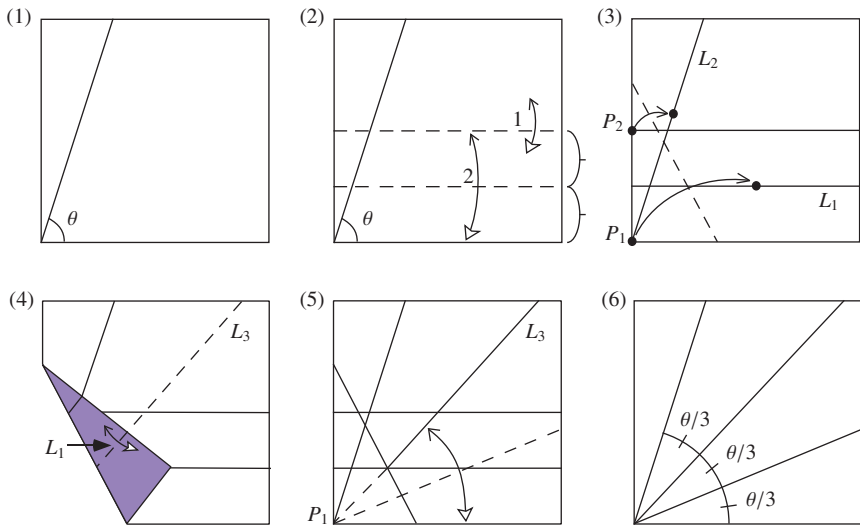 (1)
θ
(2)
1
2
θ
(3)
L₂
P₂
L₁
P₁
(4)
L₃
L₁
(5)
L₃
P₁
(6)
θ/3
θ/3
θ/3